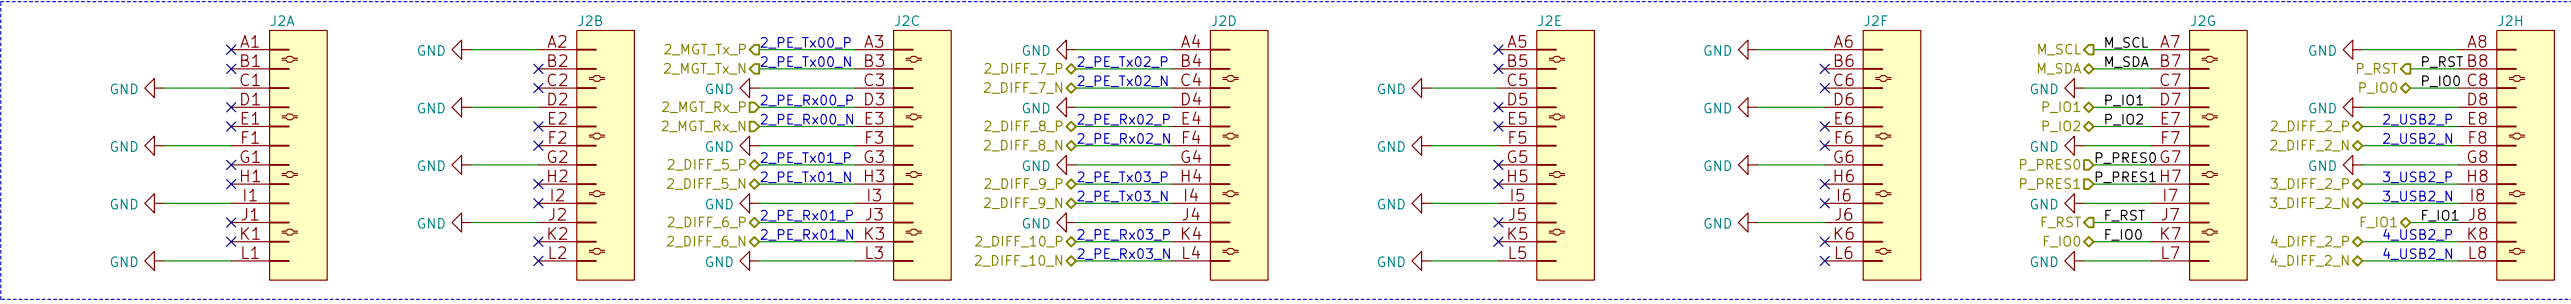 J2A J2B J2C J2D J2E J2F J2G J2H
A1 GND A2 2_MGT_Tx_P 2_PE_Tx00_P A3 GND A4 A5 GND A6 M_SCL M_SCL A7 GND A8
B1 B2 2_MGT_Tx_N 2_PE_Tx00_N B3 2_DIFF_7_P 2_PE_Tx02_P B4 B5 B6 M_SDA M_SDA B7 P_RST P_RST B8
GND C1 C2 GND C3 2_DIFF_7_N 2_PE_Tx02_N C4 GND C5 C6 GND C7 P_IO0 P_IO0 C8
D1 GND D2 2_MGT_Rx_P 2_PE_Rx00_P D3 GND D4 D5 GND D6 P_IO1 P_IO1 D7 GND D8
E1 E2 2_MGT_Rx_N 2_PE_Rx00_N E3 2_DIFF_8_P 2_PE_Rx02_P E4 E5 E6 P_IO2 P_IO2 E7 2_DIFF_2_P 2_USB2_P E8
GND F1 F2 GND F3 2_DIFF_8_N 2_PE_Rx02_N F4 GND F5 F6 GND F7 2_DIFF_2_N 2_USB2_N F8
G1 GND G2 2_DIFF_5_P 2_PE_Tx01_P G3 GND G4 G5 GND G6 P_PRES0 P_PRES0 G7 GND G8
H1 H2 2_DIFF_5_N 2_PE_Tx01_N H3 2_DIFF_9_P 2_PE_Tx03_P H4 H5 H6 P_PRES1 P_PRES1 H7 3_DIFF_2_P 3_USB2_P H8
GND I1 I2 GND I3 2_DIFF_9_N 2_PE_Tx03_N I4 GND I5 I6 GND I7 3_DIFF_2_N 3_USB2_N I8
J1 GND J2 2_DIFF_6_P 2_PE_Rx01_P J3 GND J4 J5 GND J6 F_RST F_RST J7 F_IO1 F_IO1 J8
K1 K2 2_DIFF_6_N 2_PE_Rx01_N K3 2_DIFF_10_P 2_PE_Rx03_P K4 K5 K6 F_IO0 F_IO0 K7 4_DIFF_2_P 4_USB2_P K8
GND L1 L2 GND L3 2_DIFF_10_N 2_PE_Rx03_N L4 GND L5 L6 GND L7 4_DIFF_2_N 4_USB2_N L8